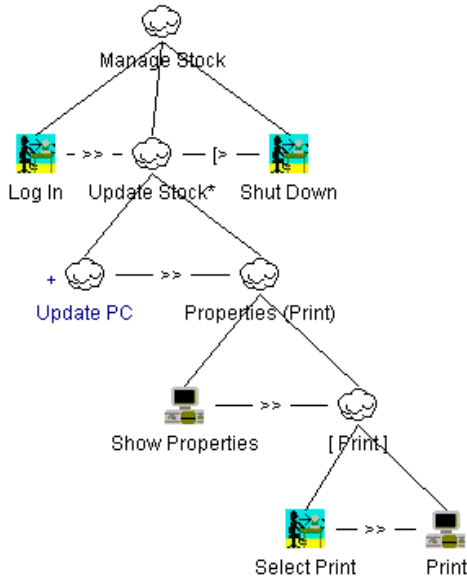 Manage Stock
>>
[>
Log In
Update Stock*
Shut Down
+
>>
Update PC
Properties (Print)
>>
Show Properties
[ Print ]
>>
Select Print
Print